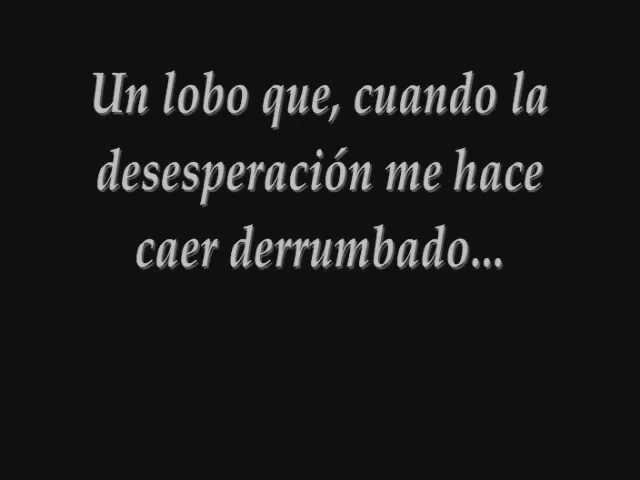 Un lobo que, cuando la
desesperación me hace
caer derrumbado...